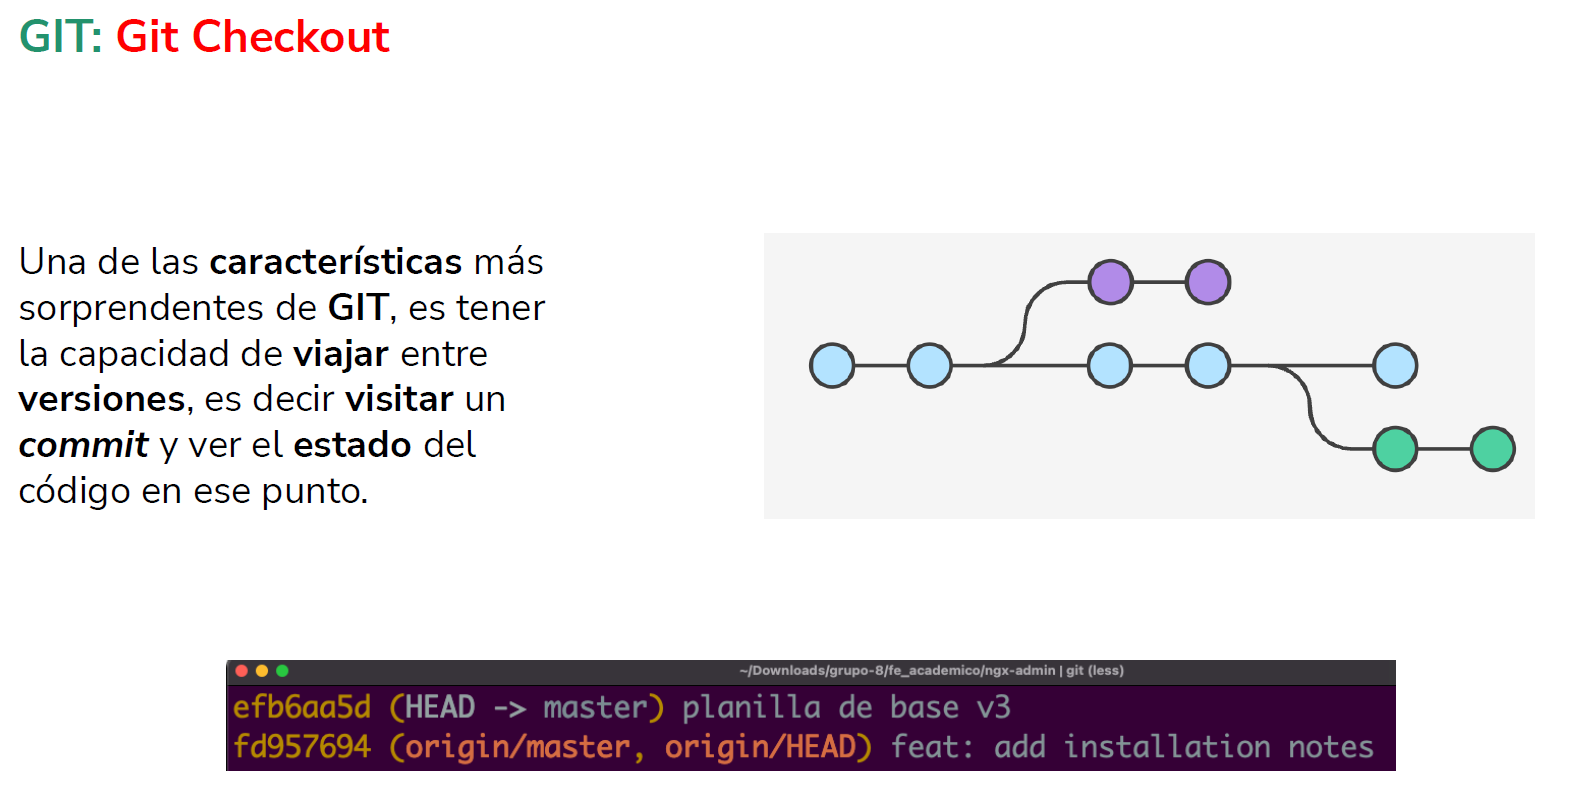 GIT: Git Checkout
Una de las características más
sorprendentes de GIT, es tener
la capacidad de viajar entre
versiones, es decir visitar un
commit y ver el estado del
código en ese punto.
~/Downloads/grupo-8/fe_academico/ngx-admin | git (less)
efb6aa5d (HEAD -> master) planilla de base v3
fd957694 (origin/master, origin/HEAD) feat: add installation notes